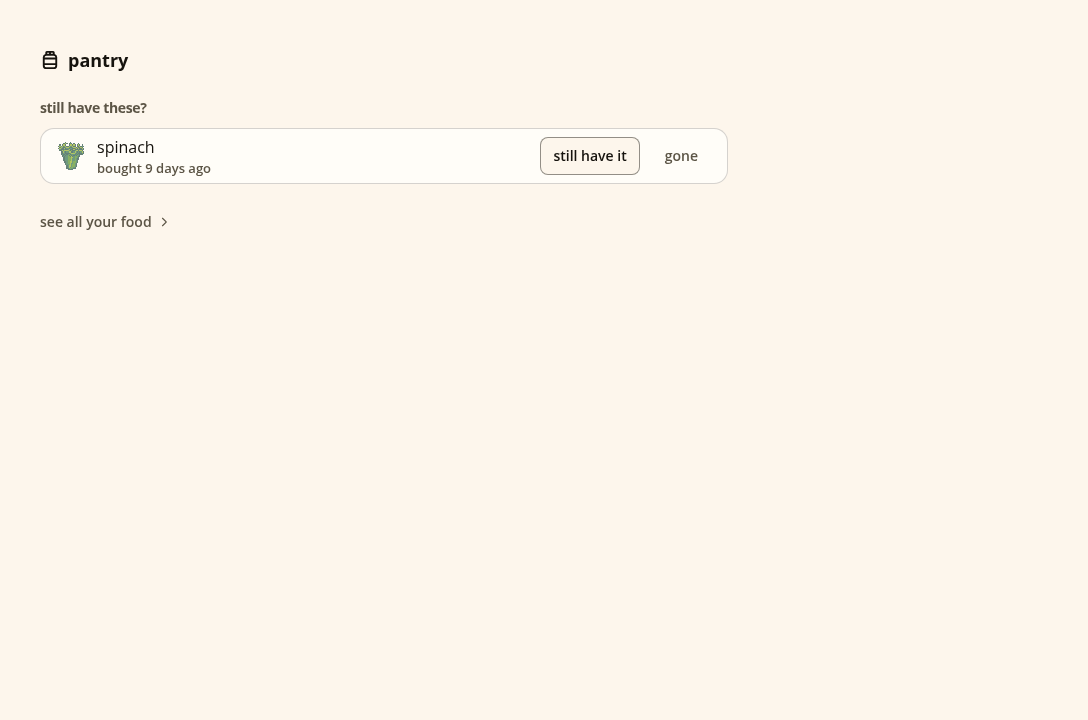 pantry
still have these?
spinach
bought 9 days ago
still have it
gone
see all your food